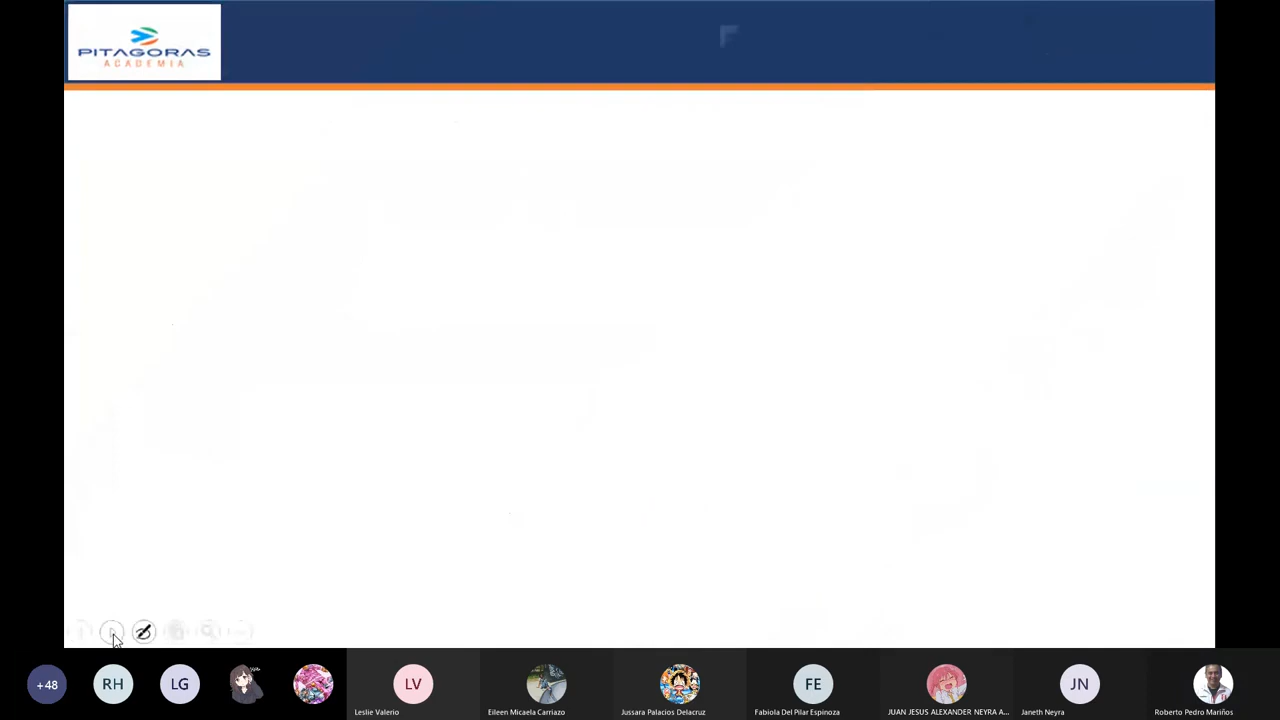 PITAGORAS
ACADEMIA
+48
RH
LG
LV
Leslie Valerio
Eileen Micaela Carriazo
Jussara Palacios Delacruz
FE
Fabiola Del Pilar Espinoza
JUAN JESUS ALEXANDER NEYRA A...
JN
Janeth Neyra
Roberto Pedro Mariños